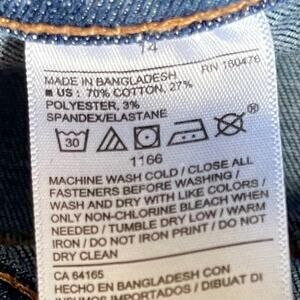 14
MADE IN BANGLADESH RN 160476
■ US : 70% COTTON, 27%
POLYESTER, 3%
SPANDEX/ELASTANE
30
1166
MACHINE WASH COLD / CLOSE ALL
FASTENERS BEFORE WASHING /
WASH AND DRY WITH LIKE COLORS /
ONLY NON-CHLORINE BLEACH WHEN
NEEDED / TUMBLE DRY LOW / WARM
IRON / DO NOT IRON TRIM / DO NOT
DRY CLEAN
CA 64165
HECHO EN BANGLADESH CON
INSUMOS IMPORTADOS / DIBUAT DI